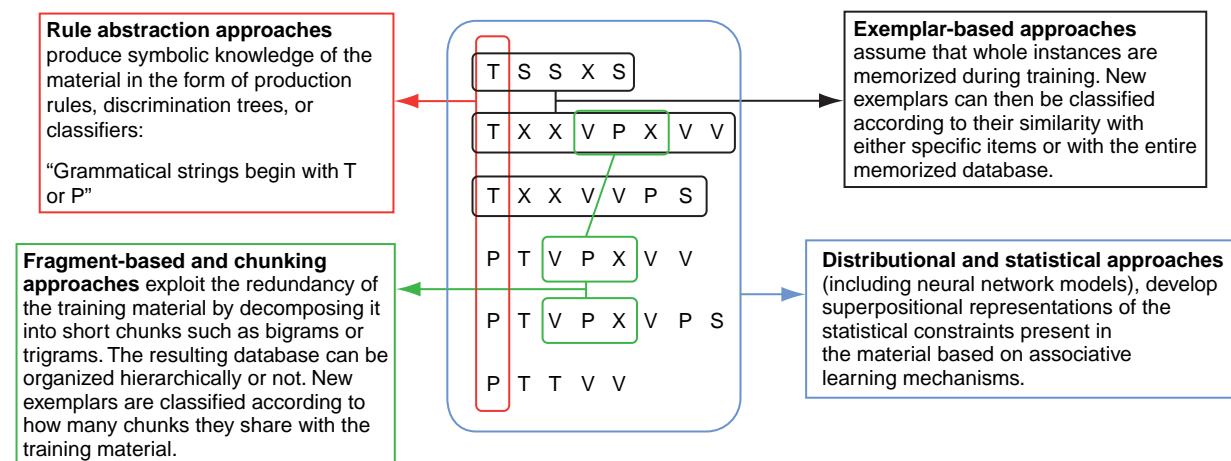 Rule abstraction approaches
produce symbolic knowledge of the
material in the form of production
rules, discrimination trees, or
classifiers:
“Grammatical strings begin with T
or P”
Fragment-based and chunking
approaches exploit the redundancy of
the training material by decomposing it
into short chunks such as bigrams or
trigrams. The resulting database can be
organized hierarchically or not. New
exemplars are classified according to
how many chunks they share with the
training material.
T S S X S
T X X V P X V V
T X X V V P S
P T V P X V V
P T V P X V P S
P T T V V
Exemplar-based approaches
assume that whole instances are
memorized during training. New
exemplars can then be classified
according to their similarity with
either specific items or with the entire
memorized database.
Distributional and statistical approaches
(including neural network models), develop
superpositional representations of the
statistical constraints present in
the material based on associative
learning mechanisms.